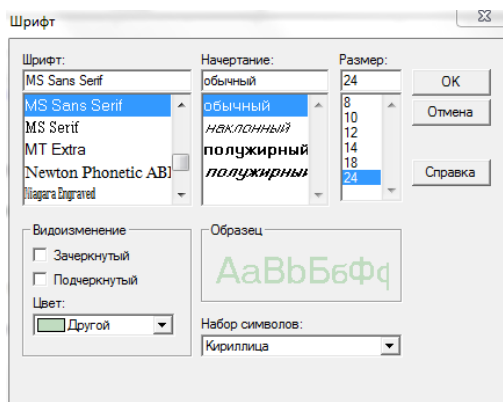 Шрифт
Шрифт:
MS Sans Serif
MS Sans Serif
MS Serif
MT Extra
Newton Phonetic ABI
Niagara Engraved
Начертание:
обычный
обычный
наклонный
полужирный
полужирный
Размер:
24
8
10
12
14
18
24
OK
Отмена
Справка
Видоизменение
Зачеркнутый
Подчеркнутый
Цвет:
Другой
Образец
AaBbБбФф
Набор символов:
Кириллица